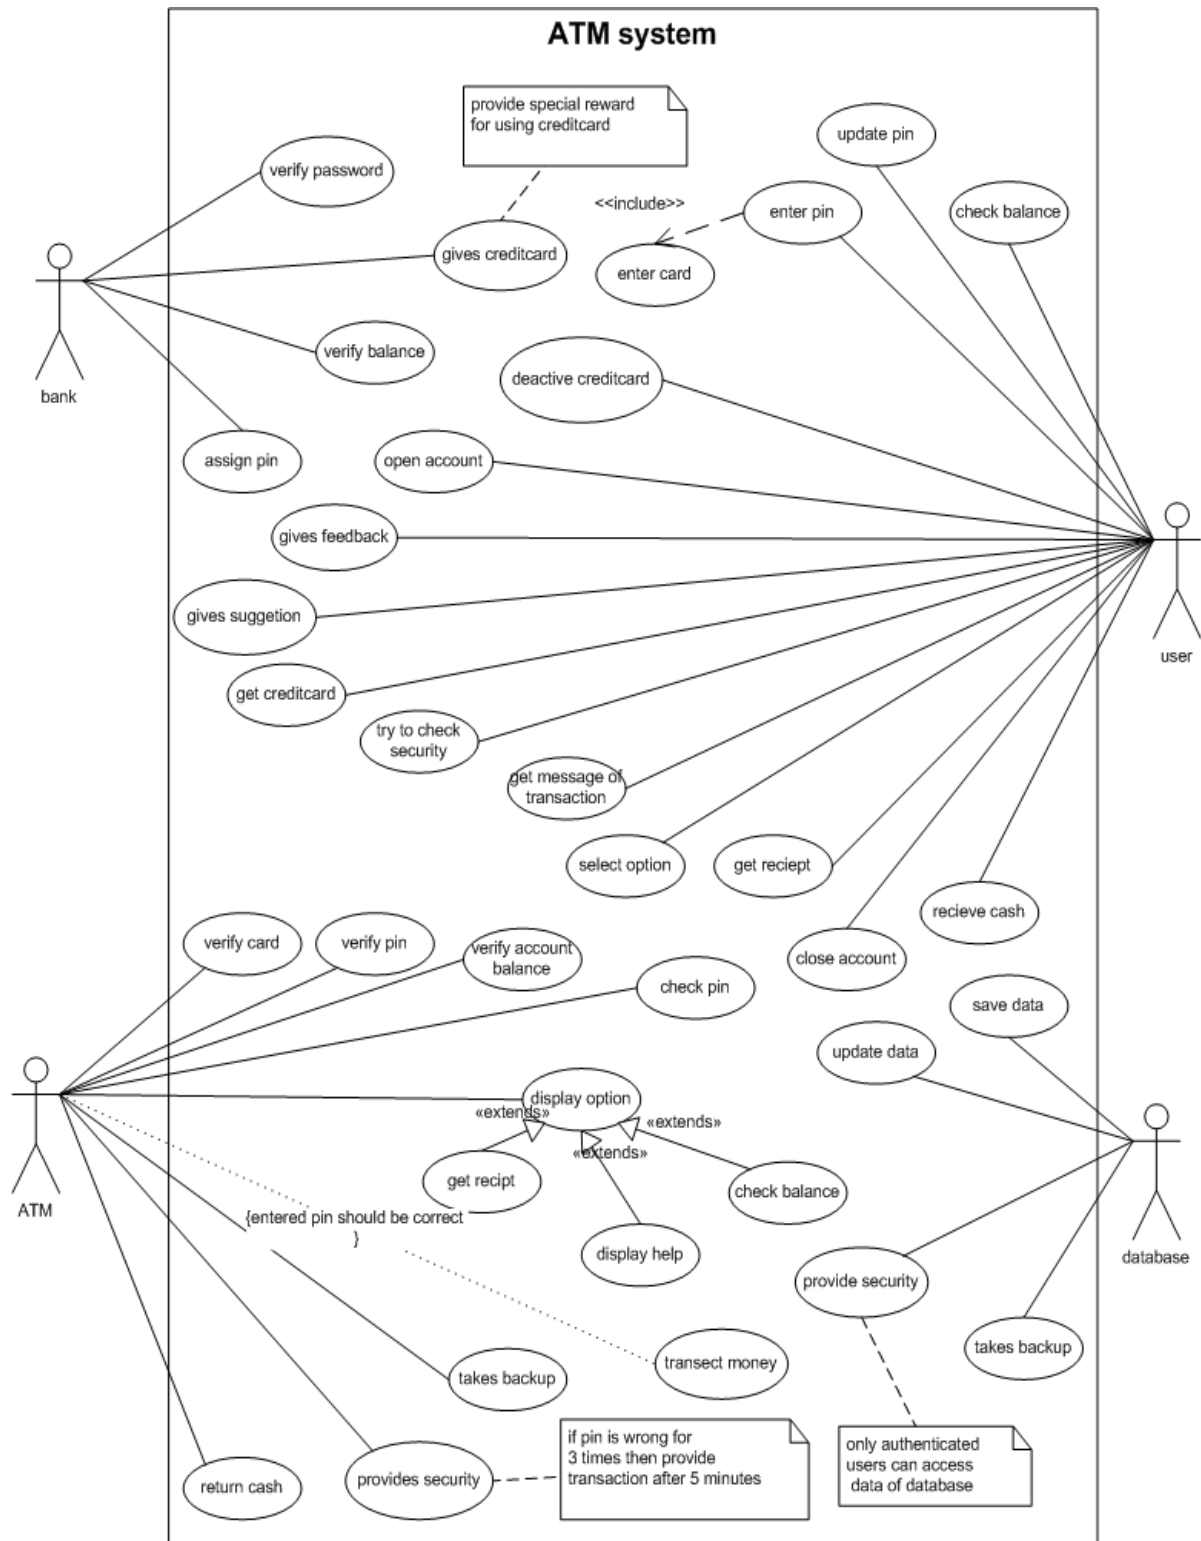 ATM system
provide special reward
for using creditcard
update pin
verify password
<<include>>
enter pin
check balance
gives creditcard
enter card
verify balance
deactive creditcard
bank
assign pin
open account
gives feedback
gives suggetion
user
get creditcard
try to check
security
get message of
transaction
select option
get reciept
recieve cash
verify card
verify pin
verify account
balance
close account
check pin
save data
update data
display option
«extends»
«extends»
«extends»
get recipt
check balance
ATM
{entered pin should be correct
}
display help
database
provide security
takes backup
transect money
takes backup
if pin is wrong for
3 times then provide
transaction after 5 minutes
only authenticated
users can access
data of database
return cash
provides security